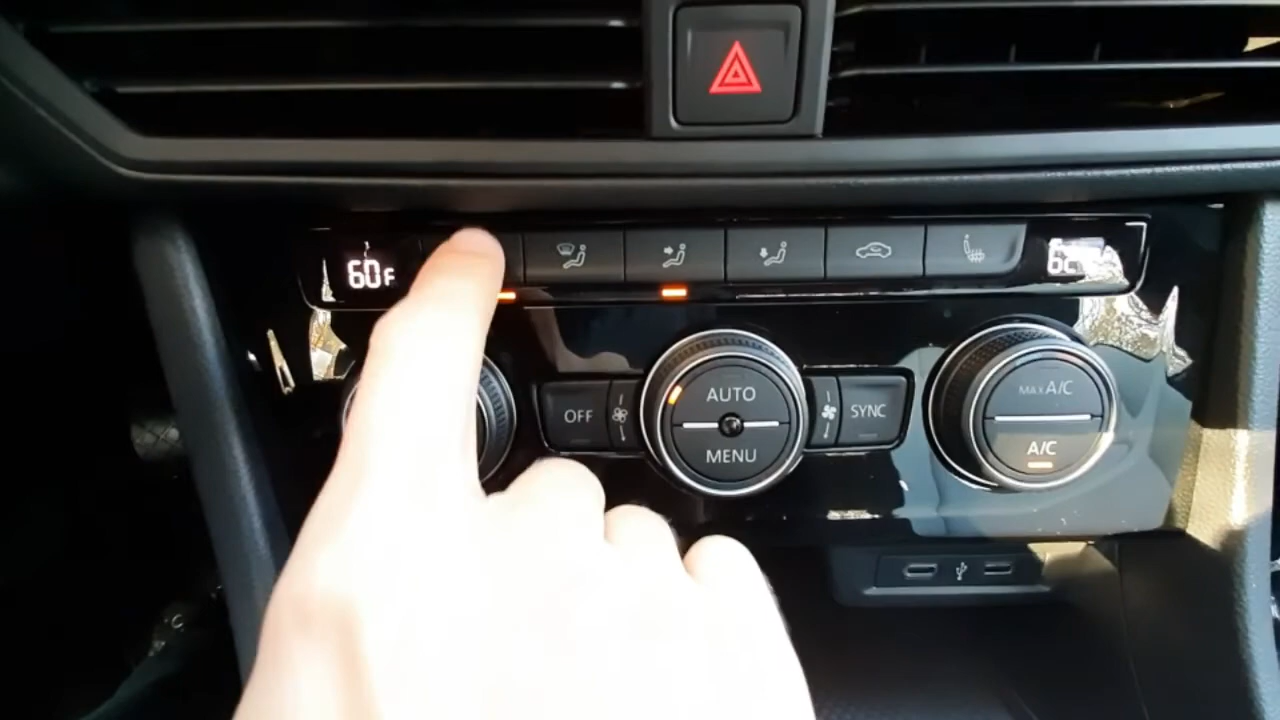 60F
OFF
AUTO
MENU
SYNC
MAX A/C
A/C